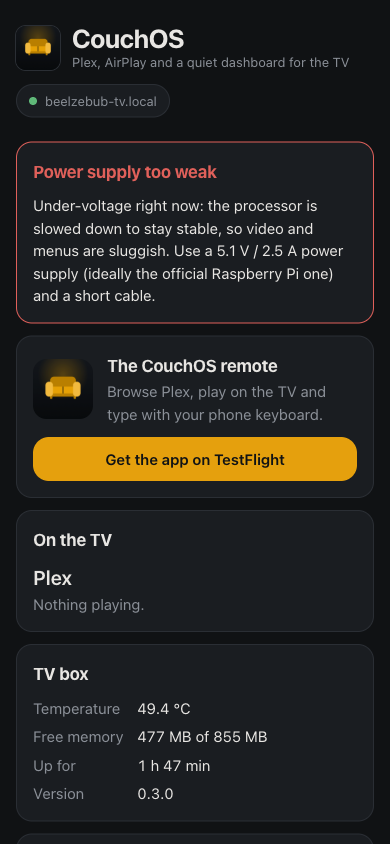 CouchOS
Plex, AirPlay and a quiet dashboard for the TV
beelzebub-tv.local
Power supply too weak
Under-voltage right now: the processor is
slowed down to stay stable, so video and
menus are sluggish. Use a 5.1 V / 2.5 A power
supply (ideally the official Raspberry Pi one)
and a short cable.
The CouchOS remote
Browse Plex, play on the TV and
type with your phone keyboard.
Get the app on TestFlight
On the TV
Plex
Nothing playing.
TV box
Temperature 49.4 °C
Free memory 477 MB of 855 MB
Up for 1 h 47 min
Version 0.3.0